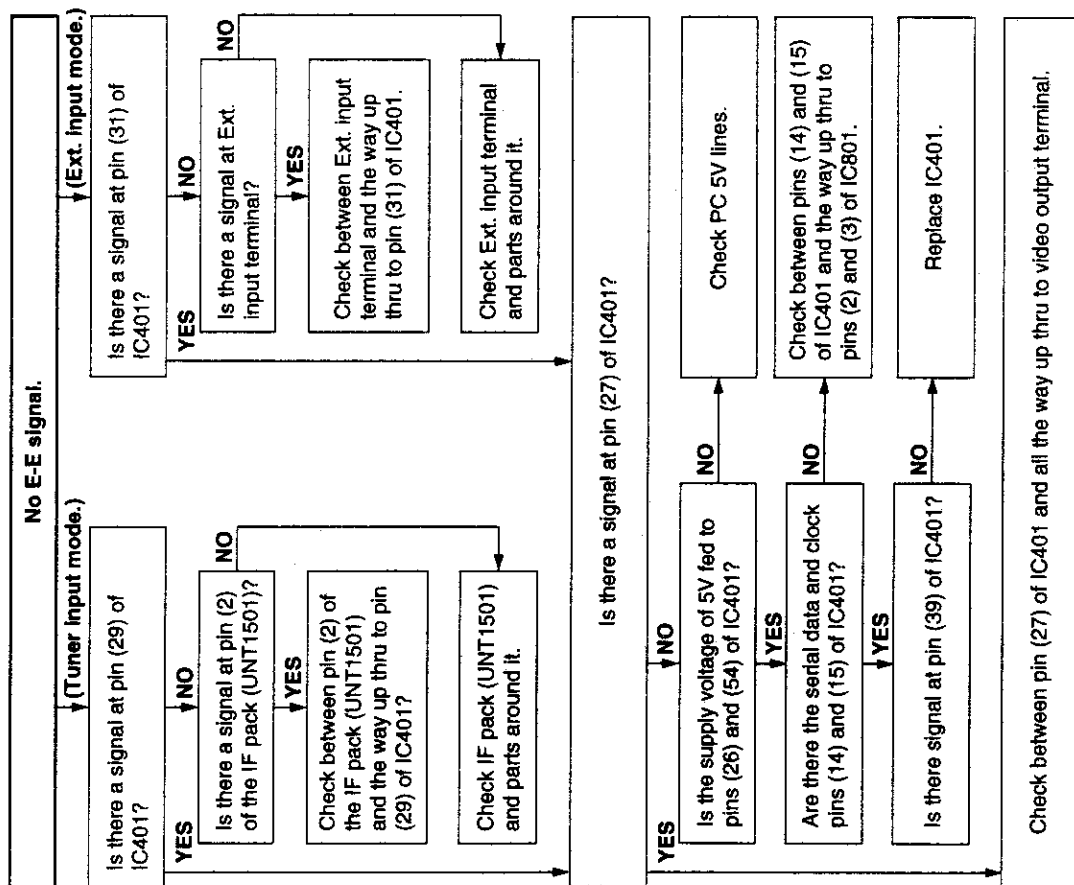 No E-E signal.
(Tuner input mode.)
Is there a signal at pin (29) of
IC401?
YES
NO
Is there a signal at pin (2)
of the IF pack (UNT1501)?
NO
YES
Check between pin (2) of
the IF pack (UNT1501)
and the way up thru to pin
(29) of IC401?
Check IF pack (UNT1501)
and parts around it.
(Ext. input mode.)
Is there a signal at pin (31) of
IC401?
YES
NO
Is there a signal at Ext.
input terminal?
NO
YES
Check between Ext. input
terminal and the way up
thru to pin (31) of IC401.
Check Ext. Input terminal
and parts around it.
Is there a signal at pin (27) of IC401?
YES
NO
Is the supply voltage of 5V fed to
pins (26) and (54) of IC401?
NO
Check PC 5V lines.
YES
Are there the serial data and clock
pins (14) and (15) of IC401?
NO
Check between pins (14) and (15)
of IC401 and the way up thru to
pins (2) and (3) of IC801.
YES
Is there signal at pin (39) of IC401?
NO
Replace IC401.
Check between pin (27) of IC401 and all the way up thru to video output terminal.